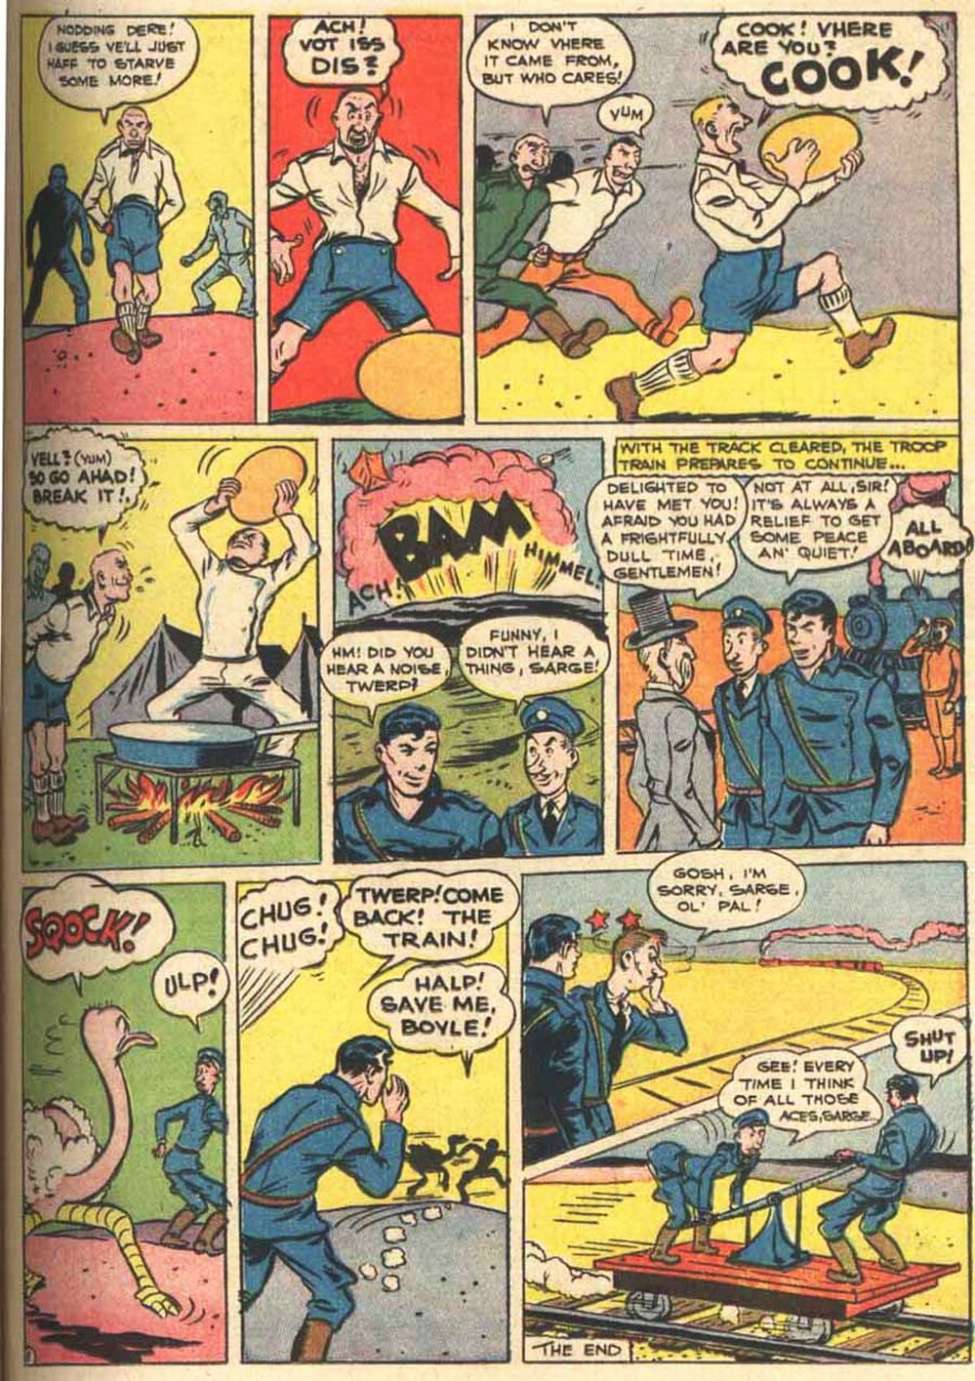 NODDING DERE!
I GUESS VE'LL JUST
HAFF TO STARVE
SOME MORE!
ACH!
VOT ISS
DIS?
I DON'T
KNOW VHERE
IT CAME FROM,
BUT WHO CARES!
YUM
COOK! VHERE
ARE YOU?
COOK!
VELL? (YUM)
SO GO AHAD!
BREAK IT!
BAM
ACH!
HIMMEL!
HM! DID YOU
HEAR A NOISE,
TWERP?
FUNNY, I
DIDN'T HEAR A
THING, SARGE!
WITH THE TRACK CLEARED, THE TROOP
TRAIN PREPARES TO CONTINUE...
DELIGHTED TO
HAVE MET YOU!
AFRAID YOU HAD
A FRIGHTFULLY
DULL TIME,
GENTLEMEN!
NOT AT ALL, SIR!
IT'S ALWAYS A
RELIEF TO GET
SOME PEACE
AN' QUIET!
ALL
ABOARD!
SQOCK!
ULP!
CHUG!
CHUG!
TWERP! COME
BACK! THE
TRAIN!
HALP!
SAVE ME,
BOYLE!
GOSH, I'M
SORRY, SARGE,
OL' PAL!
GEE! EVERY
TIME I THINK
OF ALL THOSE
ACES, SARGE...
SHUT
UP!
THE END